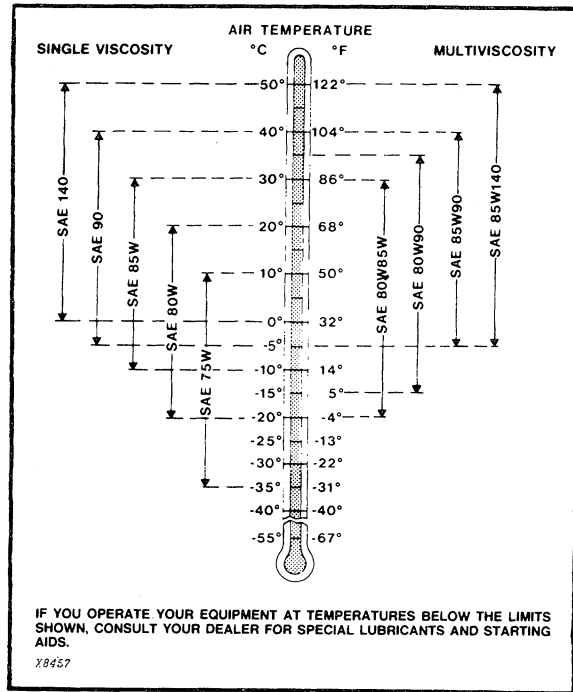 AIR TEMPERATURE
SINGLE VISCOSITY °C °F MULTIVISCOSITY
50° 122°
40° 104°
30° 86°
20° 68°
10° 50°
0° 32°
-5°
-10° 14°
-15° 5°
-20° -4°
-25° -13°
-30° -22°
-35° -31°
-40° -40°
-55° -67°
SAE 140
SAE 90
SAE 85W
SAE 80W
SAE 75W
SAE 80W85W
SAE 80W90
SAE 85W90
SAE 85W140
IF YOU OPERATE YOUR EQUIPMENT AT TEMPERATURES BELOW THE LIMITS
SHOWN, CONSULT YOUR DEALER FOR SPECIAL LUBRICANTS AND STARTING
AIDS.
X8457